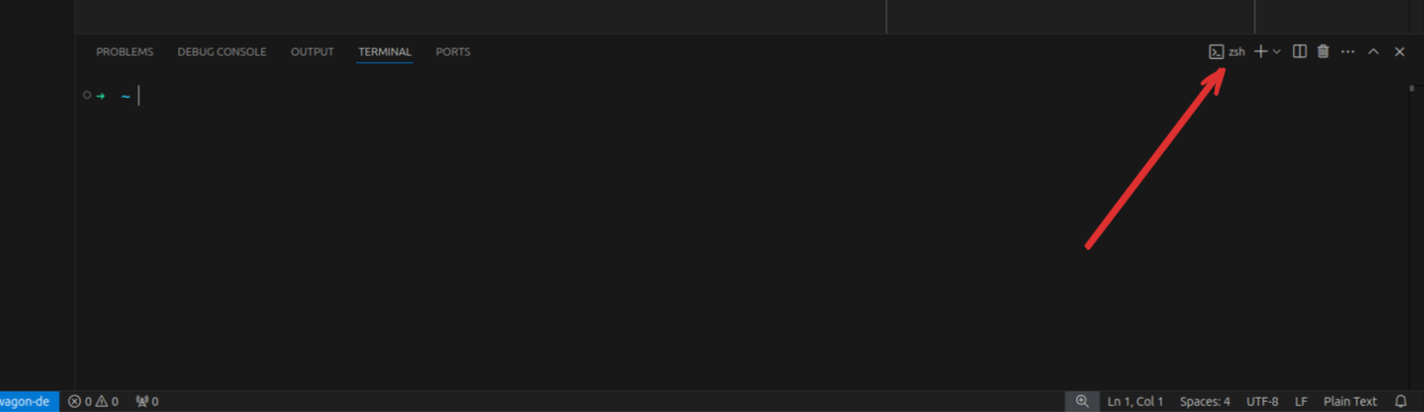 PROBLEMS DEBUG CONSOLE OUTPUT TERMINAL PORTS zsh
~
wagon-de 0 0 0 Ln 1, Col 1 Spaces: 4 UTF-8 LF Plain Text